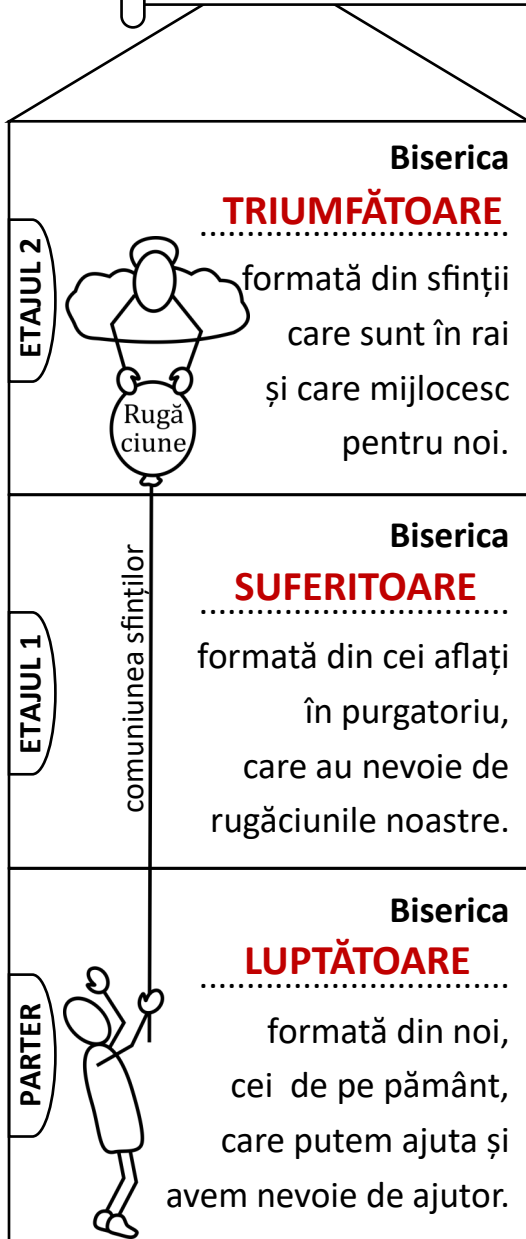 Biserica
TRIUMFĂTOARE
ETAJUL 2
formată din sfinții
care sunt în rai
și care mijlocesc
pentru noi.
Rugă
ciune
Biserica
SUFERITOARE
ETAJUL 1
comuniunea sfinților
formată din cei aflați
în purgatoriu,
care au nevoie de
rugăciunile noastre.
Biserica
LUPTĂTOARE
PARTER
formată din noi,
cei de pe pământ,
care putem ajuta și
avem nevoie de ajutor.